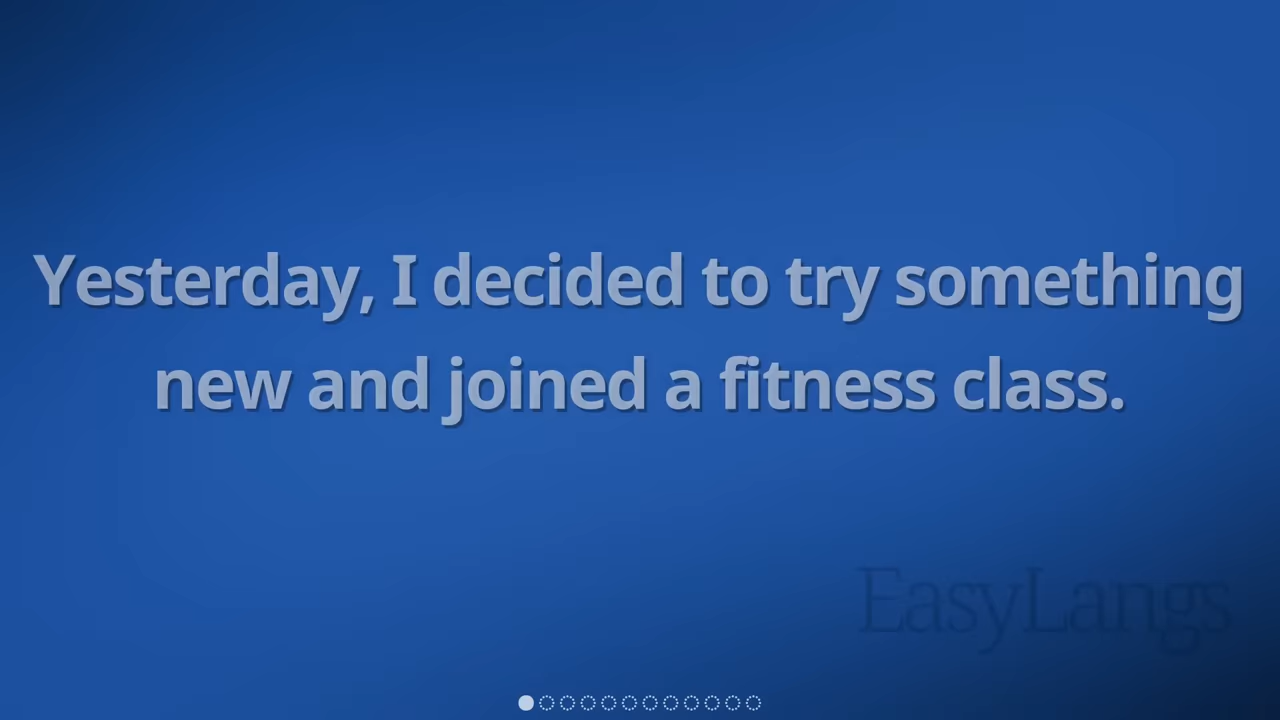 Yesterday, I decided to try something
new and joined a fitness class.
EasyLangs